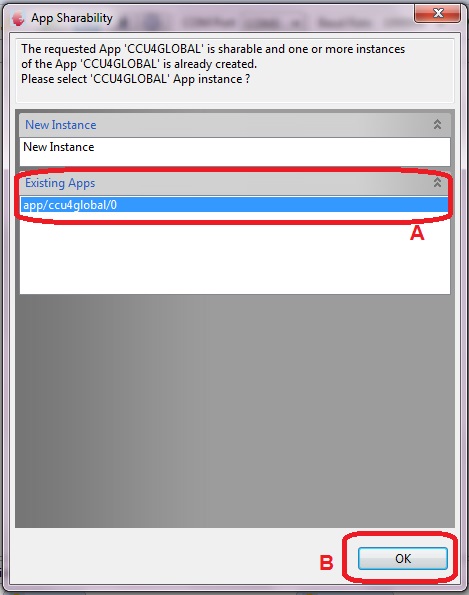 App Sharability
The requested App 'CCU4GLOBAL' is sharable and one or more instances
of the App 'CCU4GLOBAL' is already created.
Please select 'CCU4GLOBAL' App instance ?
New Instance
New Instance
Existing Apps
app/ccu4global/0
A
B
OK